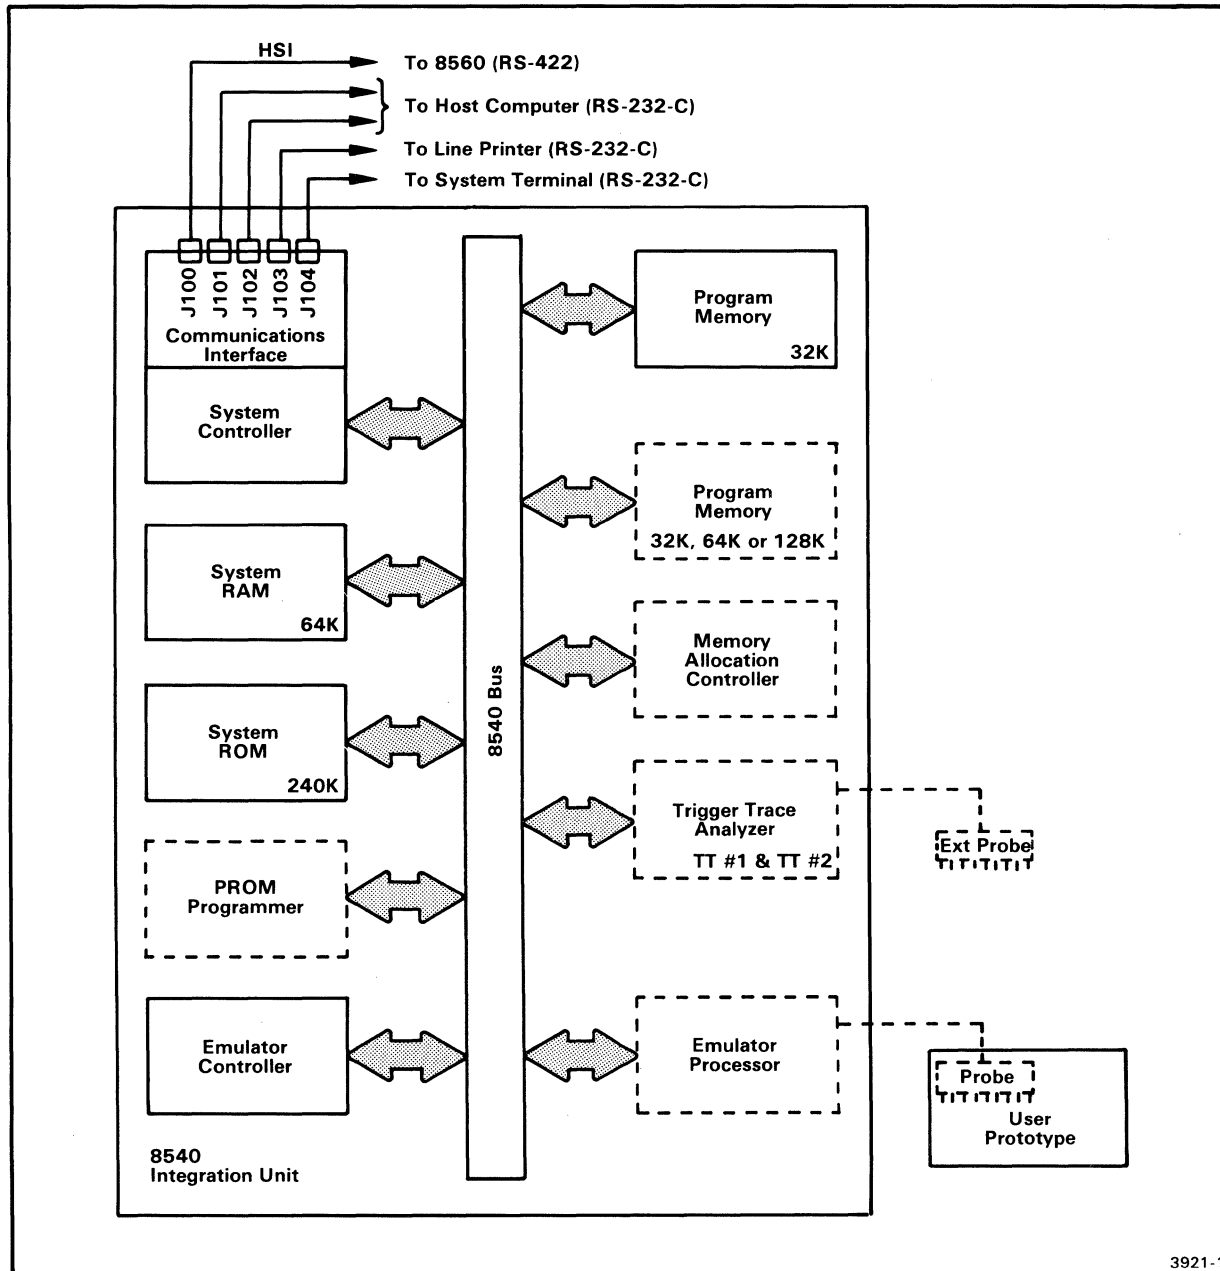 HSI
To 8560 (RS-422)
To Host Computer (RS-232-C)
To Line Printer (RS-232-C)
To System Terminal (RS-232-C)
J100
J101
J102
J103
J104
Communications
Interface
System
Controller
System
RAM
64K
System
ROM
240K
PROM
Programmer
Emulator
Controller
8540
Integration Unit
8540 Bus
Program
Memory
32K
Program
Memory
32K, 64K or 128K
Memory
Allocation
Controller
Trigger Trace
Analyzer
TT #1 & TT #2
Ext Probe
Emulator
Processor
Probe
User
Prototype
3921-1